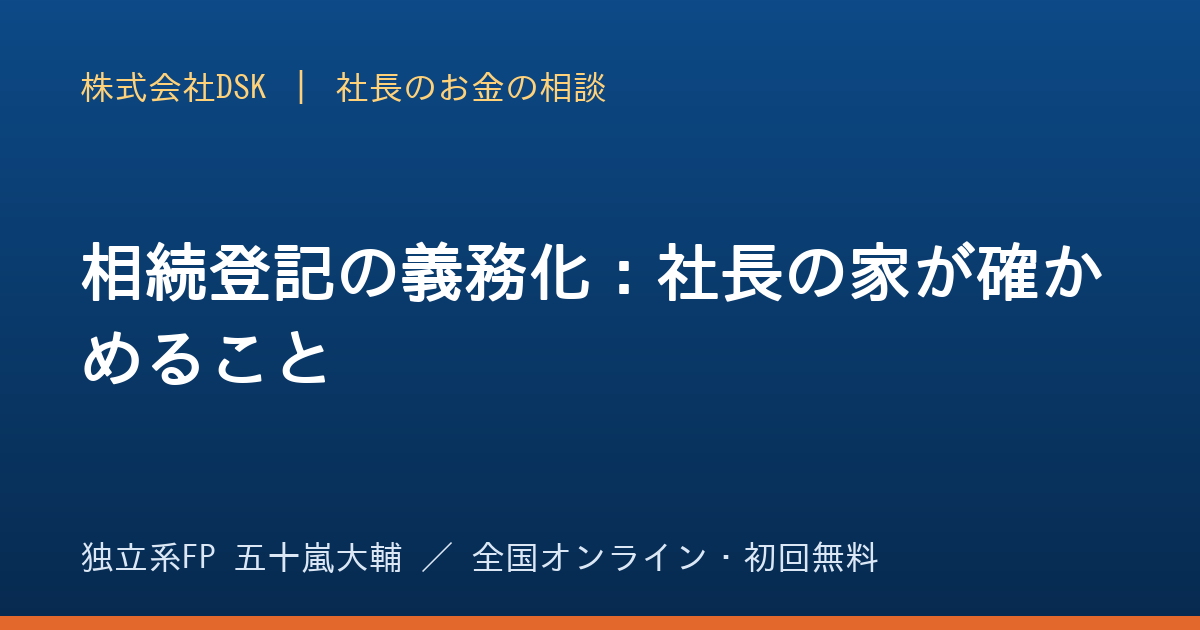 株式会社DSK ｜ 社長のお金の相談
相続登記の義務化：社長の家が確か
めること
独立系FP 五十嵐大輔 ／ 全国オンライン・初回無料